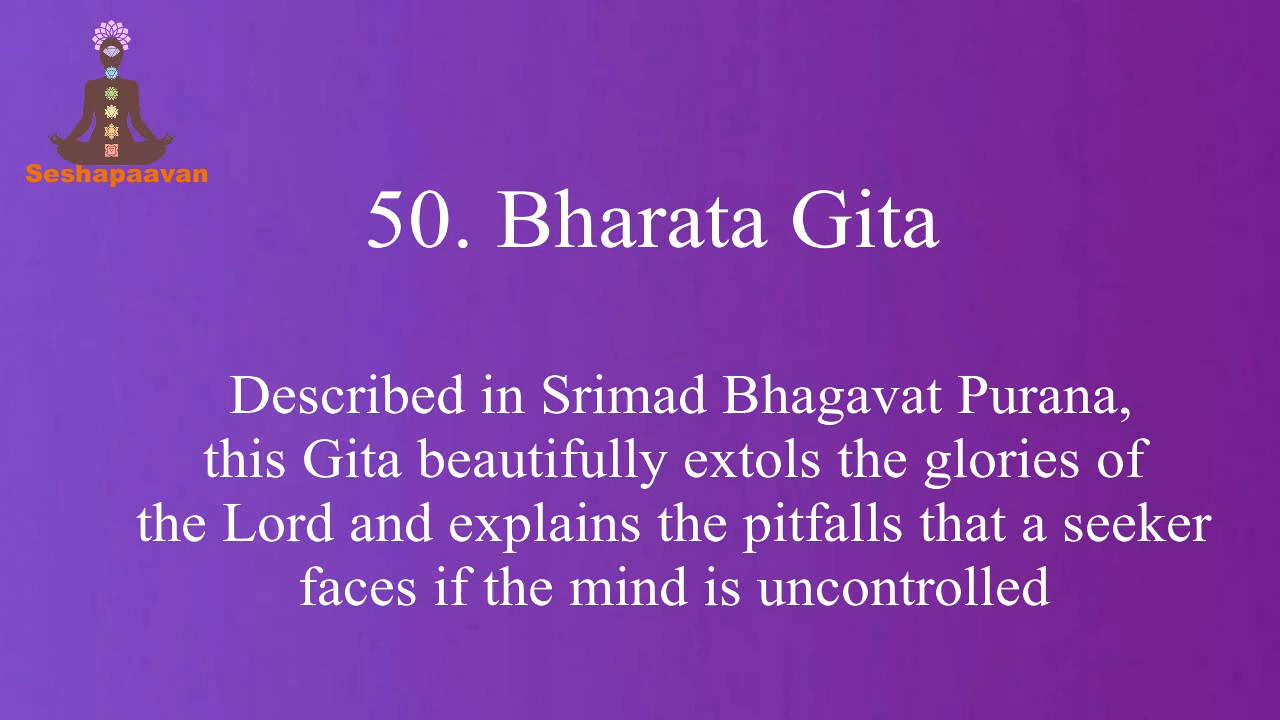 Seshapaavan
50. Bharata Gita
Described in Srimad Bhagavat Purana,
this Gita beautifully extols the glories of
the Lord and explains the pitfalls that a seeker
faces if the mind is uncontrolled